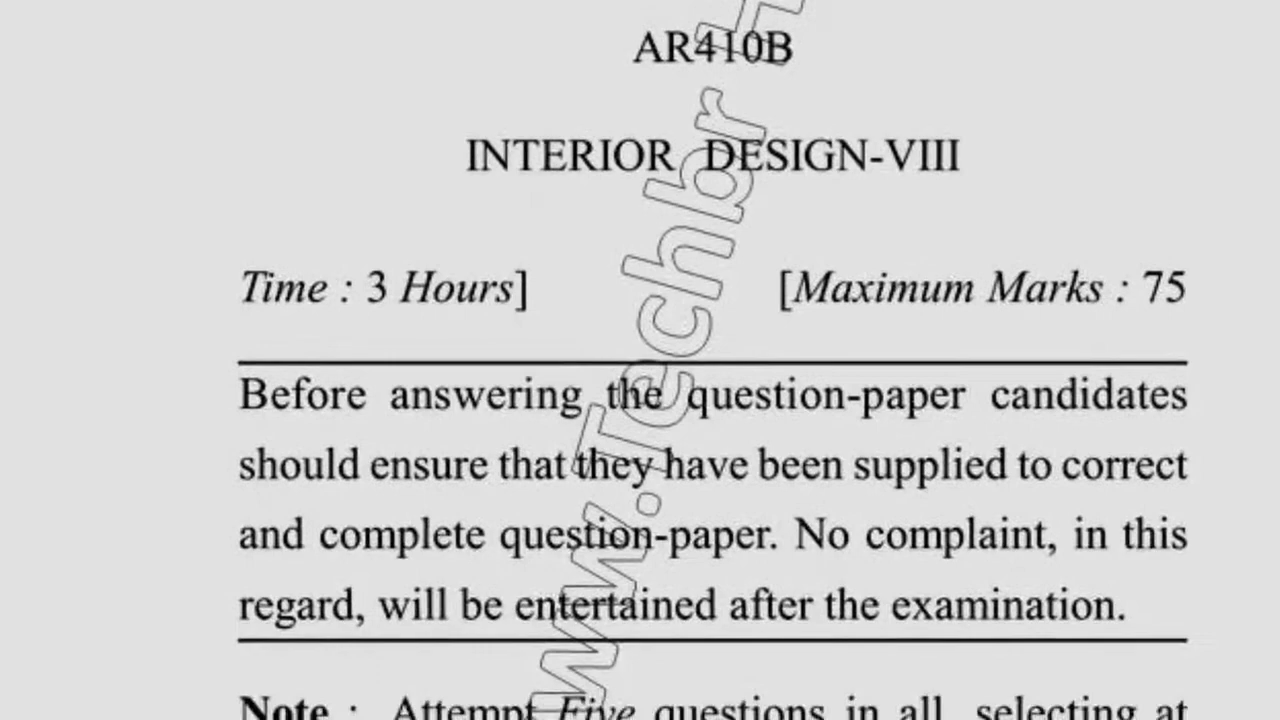 AR410B
INTERIOR DESIGN-VIII
Time : 3 Hours] [Maximum Marks : 75
Before answering the question-paper candidates
should ensure that they have been supplied to correct
and complete question-paper. No complaint, in this
regard, will be entertained after the examination.
Note : Attempt Five questions in all, selecting at
ww.Techbr